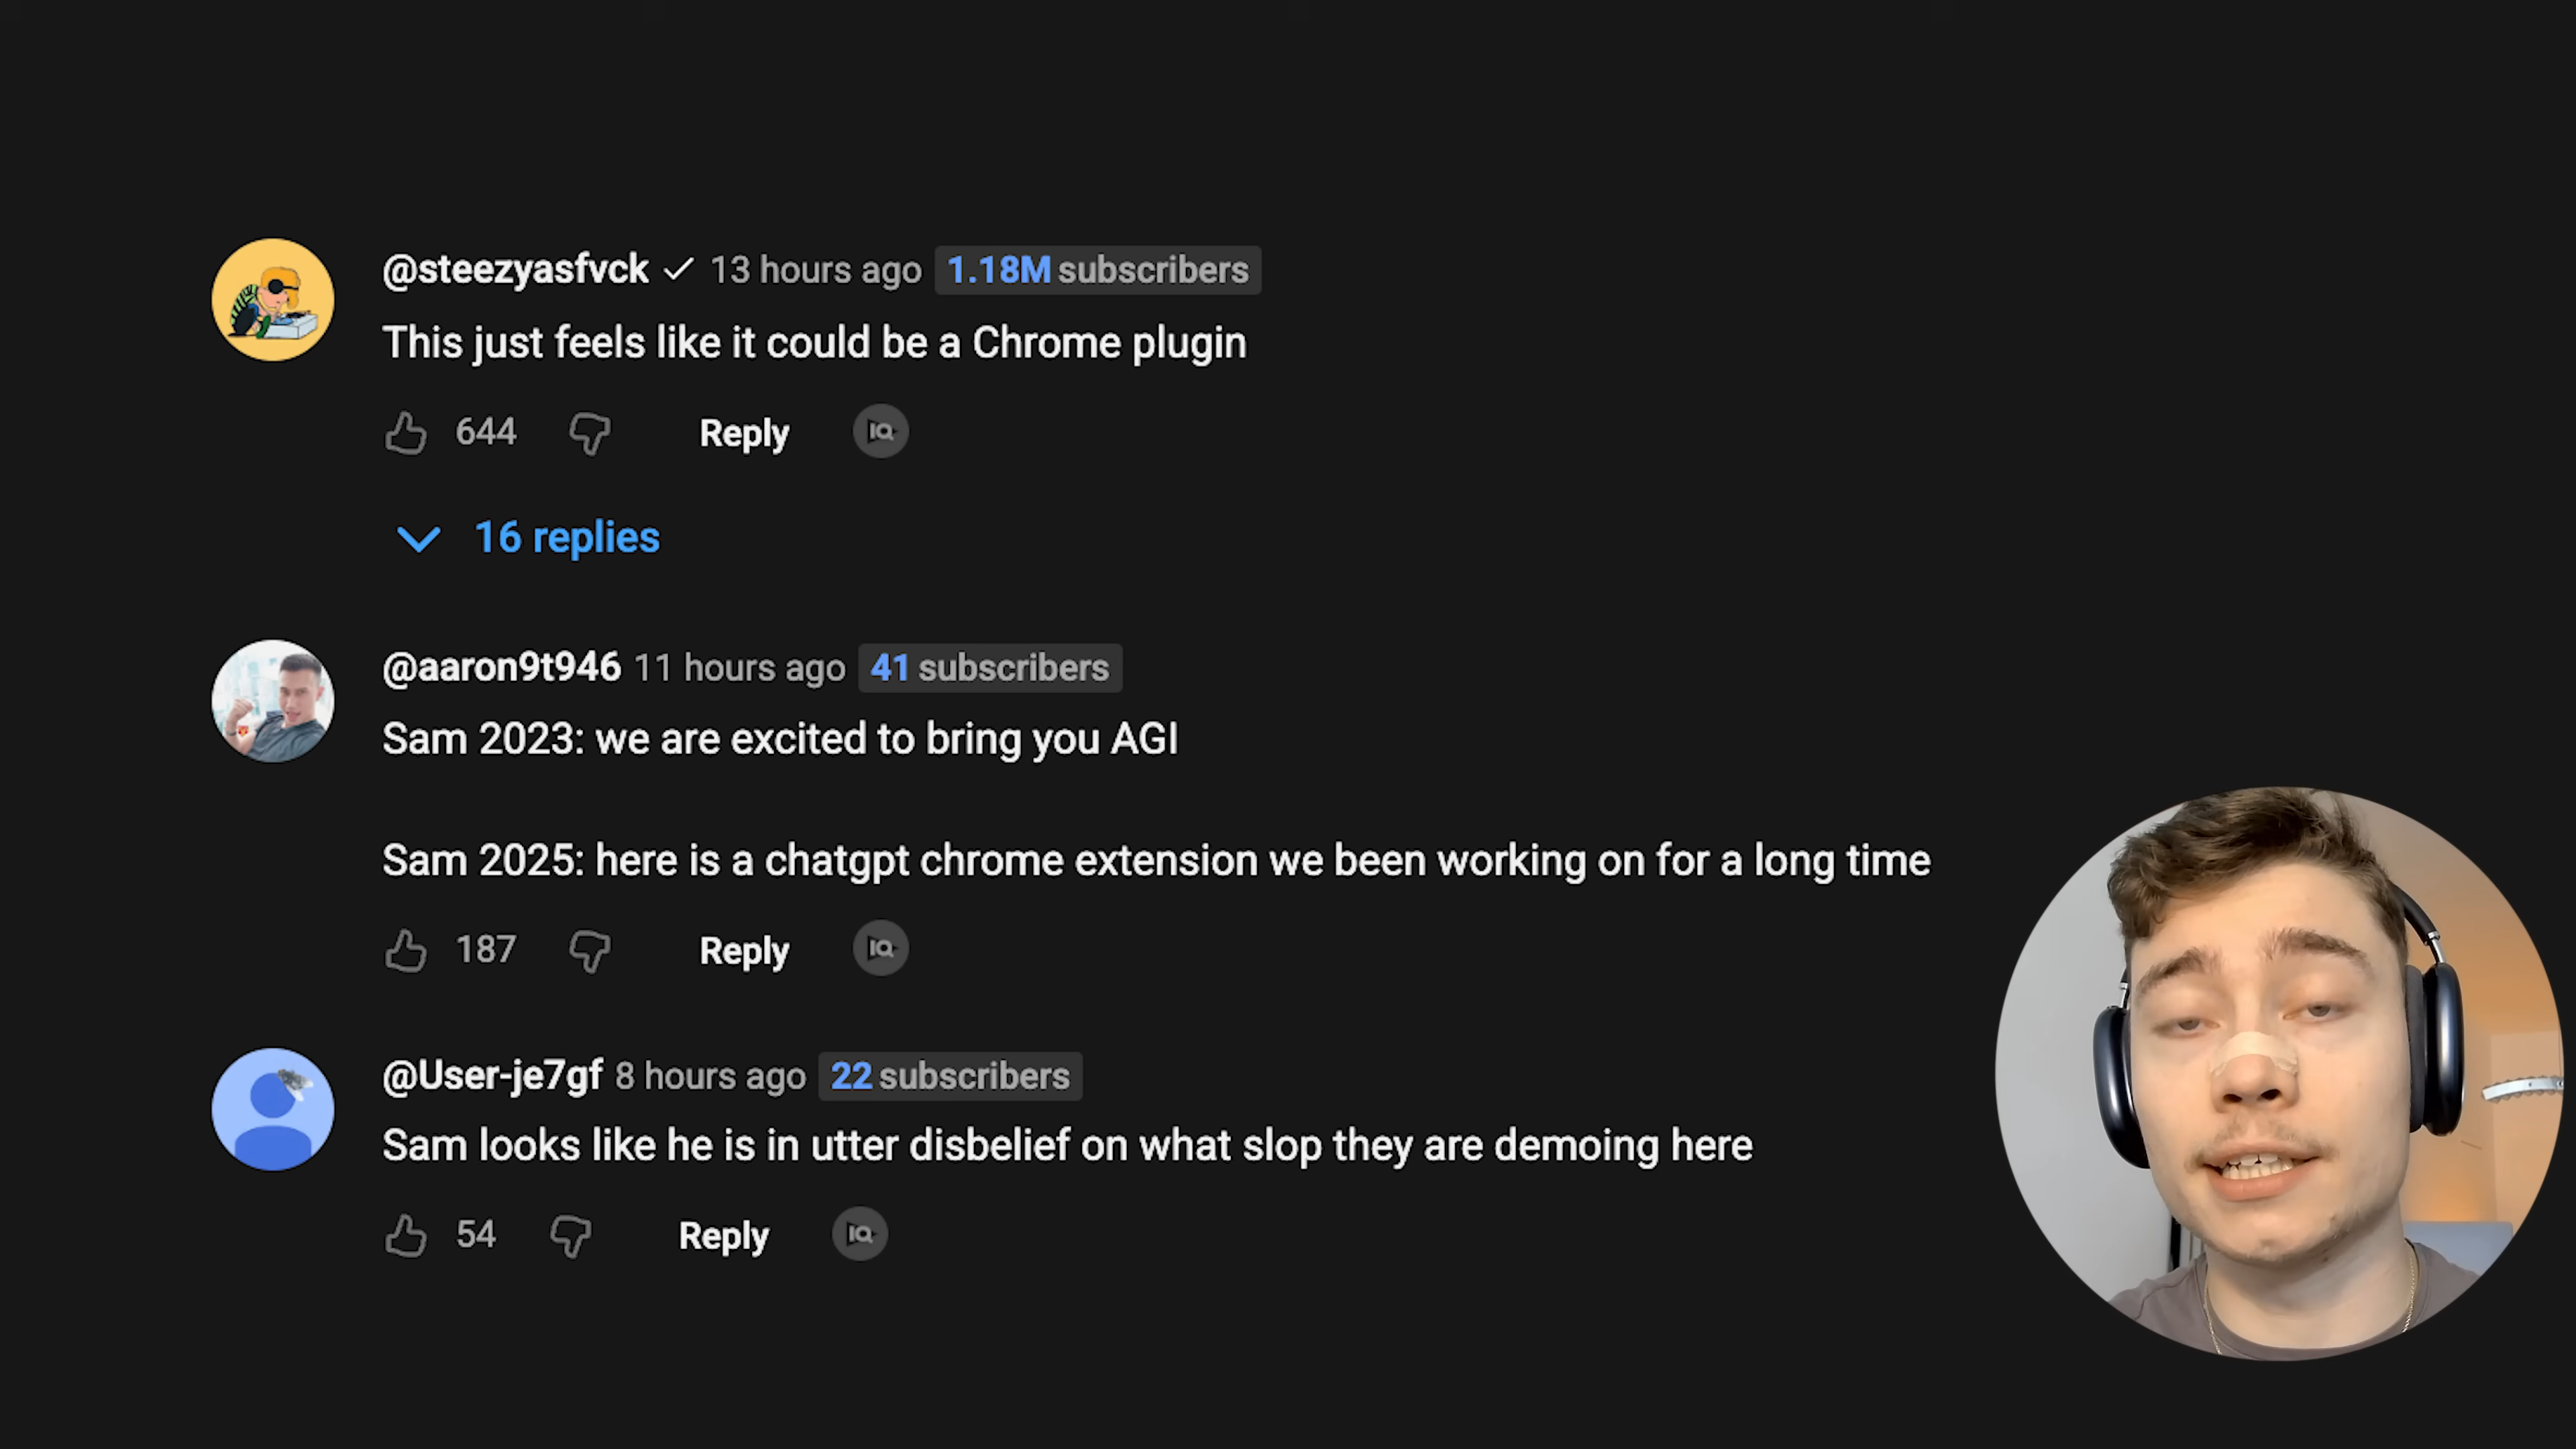 @steezyasfvck 13 hours ago 1.18M subscribers
This just feels like it could be a Chrome plugin
644 Reply IQ
16 replies
@aaron9t946 11 hours ago 41 subscribers
Sam 2023: we are excited to bring you AGI
Sam 2025: here is a chatgpt chrome extension we been working on for a long time
187 Reply IQ
@User-je7gf 8 hours ago 22 subscribers
Sam looks like he is in utter disbelief on what slop they are demoing here
54 Reply IQ